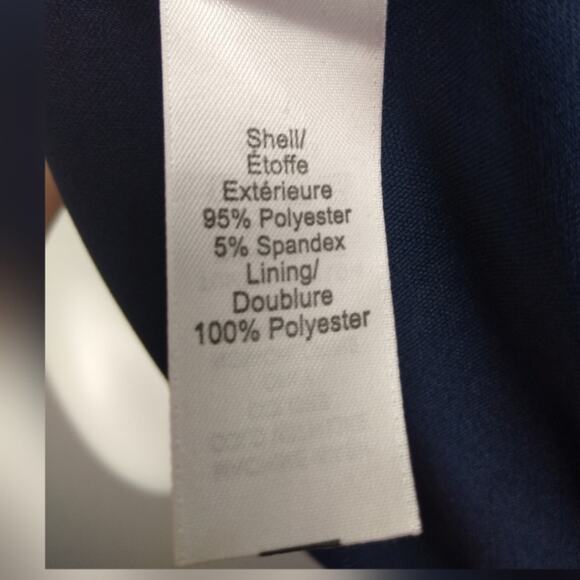 Shell/
Étoffe
Extérieure
95% Polyester
5% Spandex
Lining/
Doublure
100% Polyester